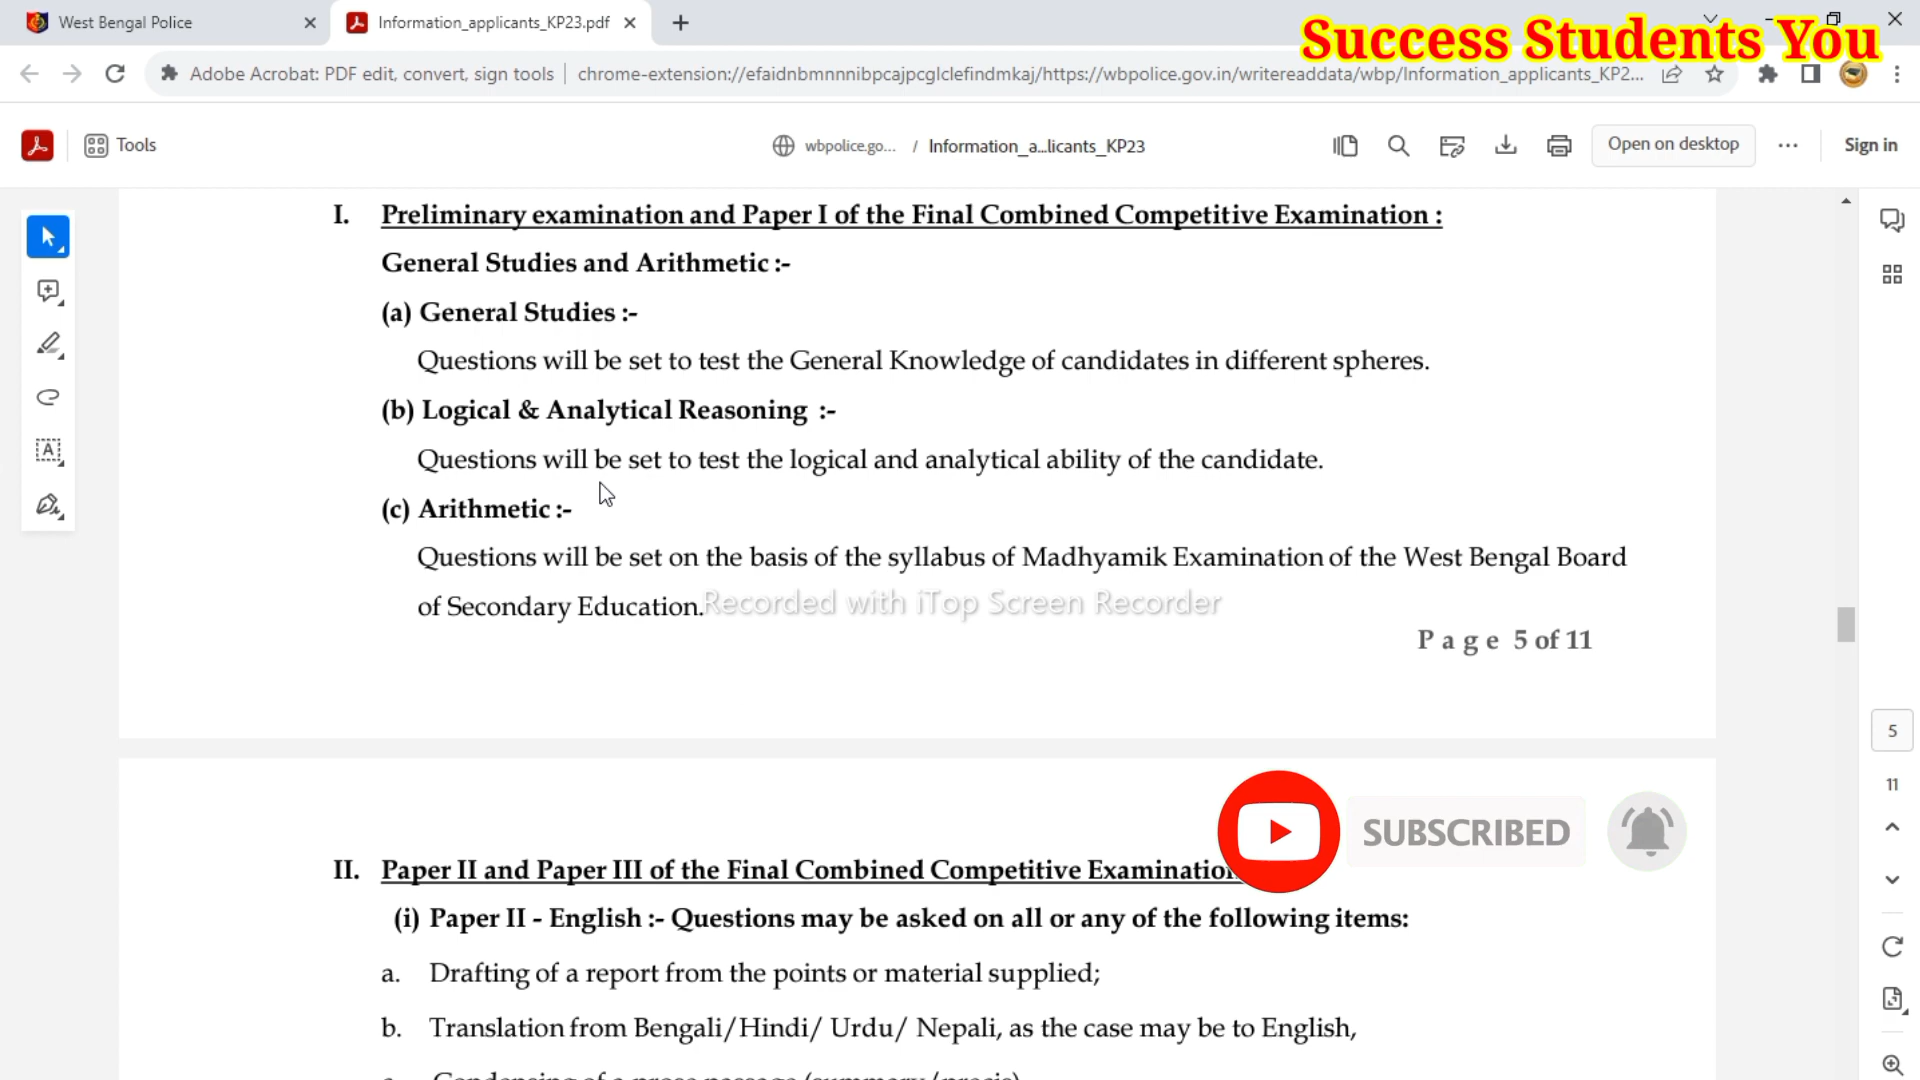 West Bengal Police
Information_applicants_KP23.pdf
Success Students You
Adobe Acrobat: PDF edit, convert, sign tools
chrome-extension://efaidnbmnnnibpcajpcglclefindmkaj/https://wbpolice.gov.in/writereaddata/wbp/Information_applicants_KP2...
Tools
wbpolice.go... / Information_a...licants_KP23
Open on desktop
Sign in
I. Preliminary examination and Paper I of the Final Combined Competitive Examination :
General Studies and Arithmetic :-
(a) General Studies :-
Questions will be set to test the General Knowledge of candidates in different spheres.
(b) Logical & Analytical Reasoning :-
Questions will be set to test the logical and analytical ability of the candidate.
(c) Arithmetic :-
Questions will be set on the basis of the syllabus of Madhyamik Examination of the West Bengal Board
of Secondary Education.
Recorded with iTop Screen Recorder
Page 5 of 11
5
11
SUBSCRIBED
II. Paper II and Paper III of the Final Combined Competitive Examination
(i) Paper II - English :- Questions may be asked on all or any of the following items:
a. Drafting of a report from the points or material supplied;
b. Translation from Bengali/Hindi/ Urdu/ Nepali, as the case may be to English,
c. Condensing of a prose passage (summary/precis)